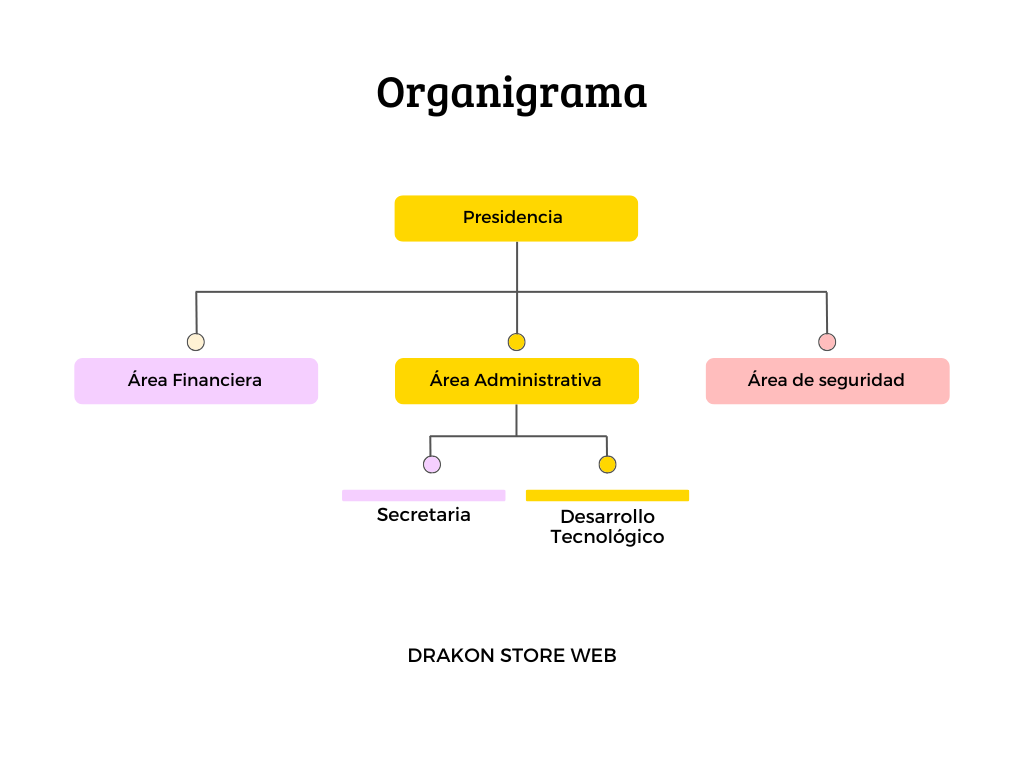 Organigrama
Presidencia
Área Financiera
Área Administrativa
Área de seguridad
Secretaria
Desarrollo
Tecnológico
DRAKON STORE WEB